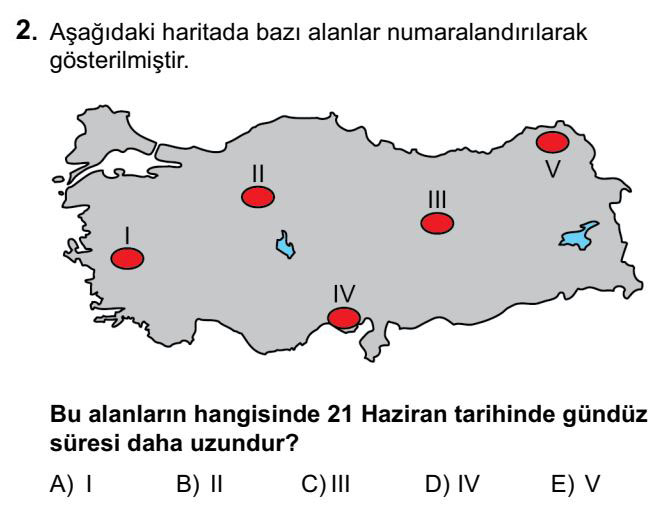 2. Aşağıdaki haritada bazı alanlar numaralandırılarak
gösterilmiştir.
II
V
III
I
IV
Bu alanların hangisinde 21 Haziran tarihinde gündüz
süresi daha uzundur?
A) I B) II C) III D) IV E) V